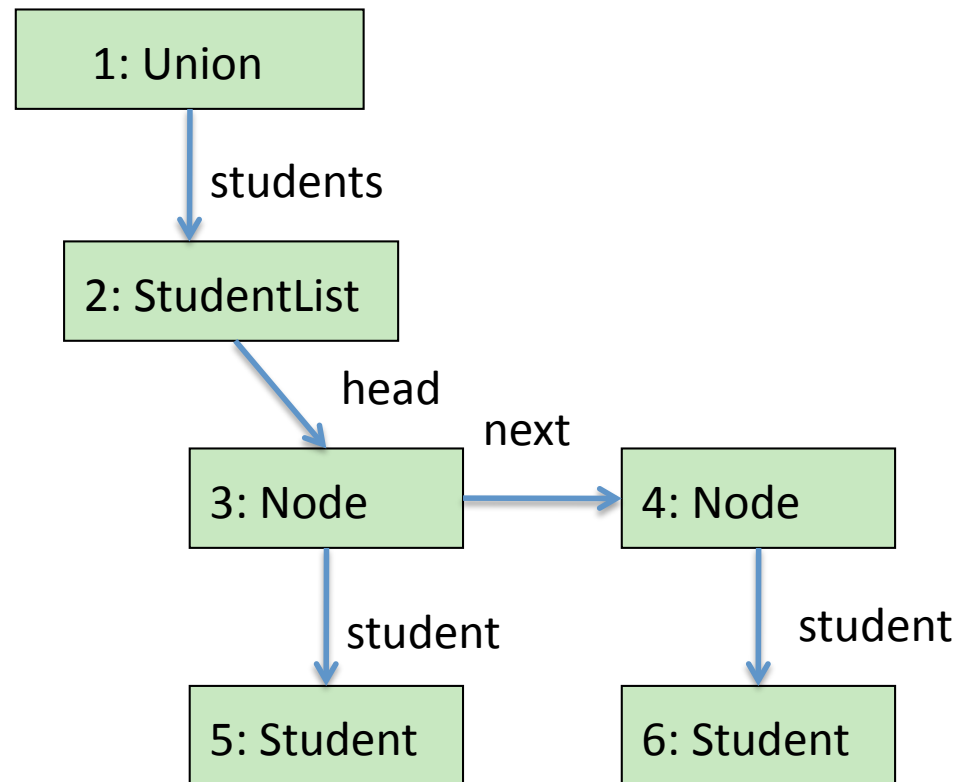 1: Union
students
2: StudentList
head
next
3: Node
4: Node
student
student
5: Student
6: Student